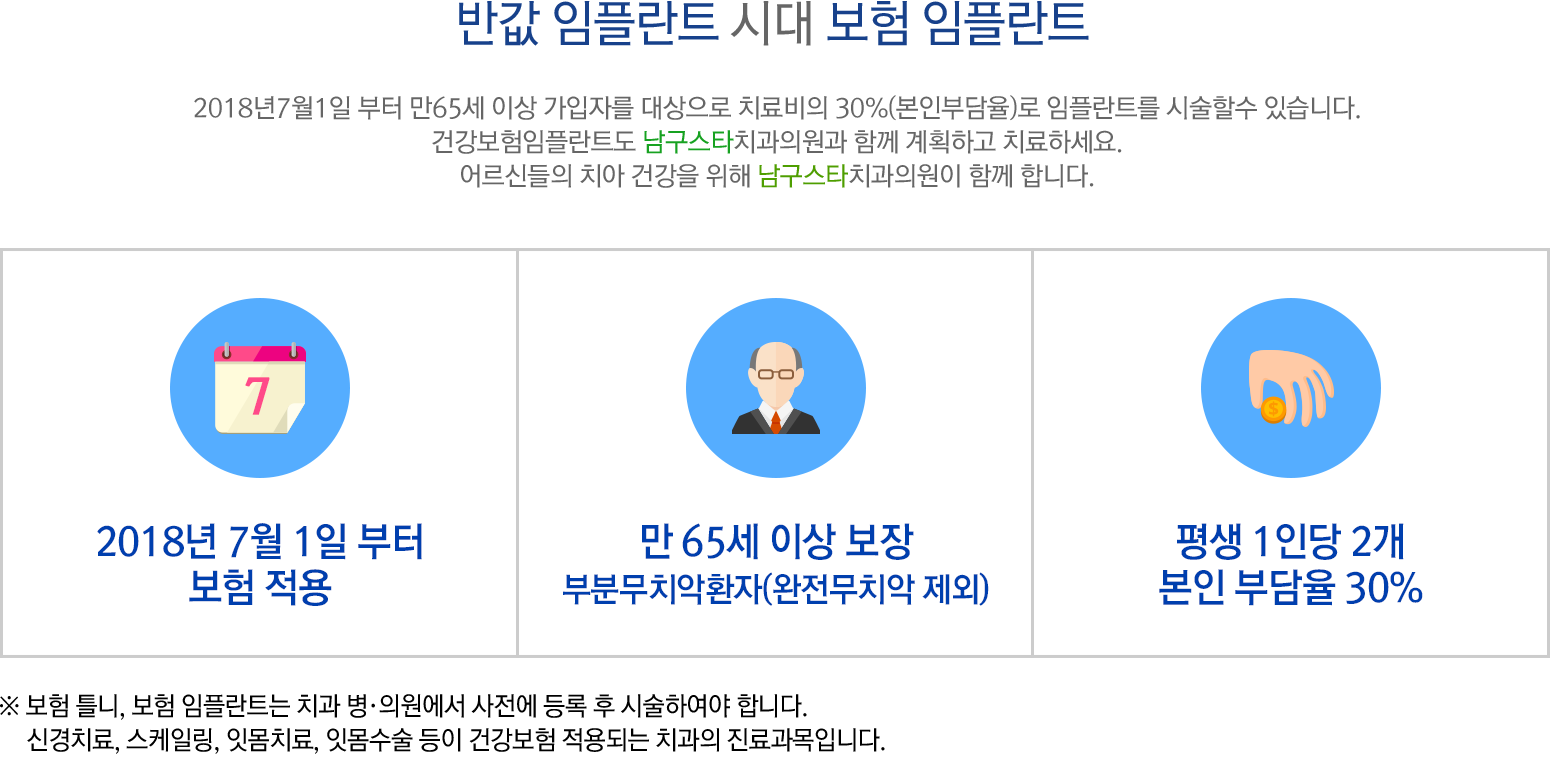 반값 임플란트 시대 보험 임플란트
2018년7월1일 부터 만65세 이상 가입자를 대상으로 치료비의 30%(본인부담율)로 임플란트를 시술할수 있습니다.
건강보험임플란트도 남구스타치과의원과 함께 계획하고 치료하세요.
어르신들의 치아 건강을 위해 남구스타치과의원이 함께 합니다.
7
2018년 7월 1일 부터
보험 적용
만 65세 이상 보장
부분무치악환자(완전무치악 제외)
$
평생 1인당 2개
본인 부담율 30%
※ 보험 틀니, 보험 임플란트는 치과 병·의원에서 사전에 등록 후 시술하여야 합니다.
신경치료, 스케일링, 잇몸치료, 잇몸수술 등이 건강보험 적용되는 치과의 진료과목입니다.